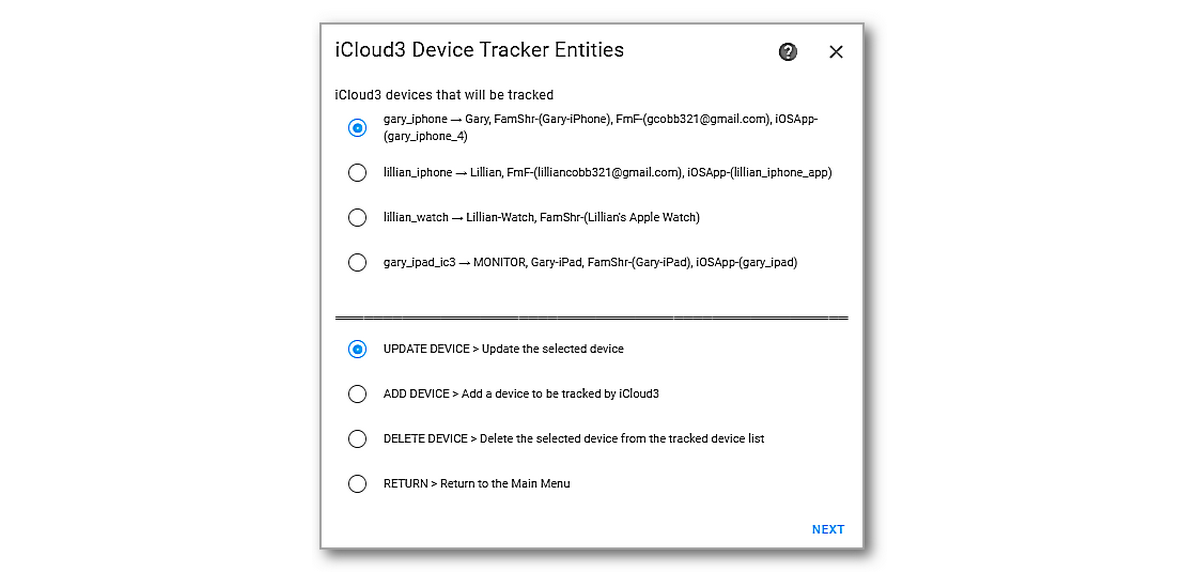 iCloud3 Device Tracker Entities
iCloud3 devices that will be tracked
gary_iphone → Gary, FamShr-(Gary-iPhone), FmF-(gcobb321@gmail.com), iOSApp-
(gary_iphone_4)
lillian_iphone → Lillian, FmF-(lilliancobb321@gmail.com), iOSApp-(lillian_iphone_app)
lillian_watch → Lillian-Watch, FamShr-(Lillian's Apple Watch)
gary_ipad_ic3 → MONITOR, Gary-iPad, FamShr-(Gary-iPad), iOSApp-(gary_ipad)
UPDATE DEVICE > Update the selected device
ADD DEVICE > Add a device to be tracked by iCloud3
DELETE DEVICE > Delete the selected device from the tracked device list
RETURN > Return to the Main Menu
NEXT